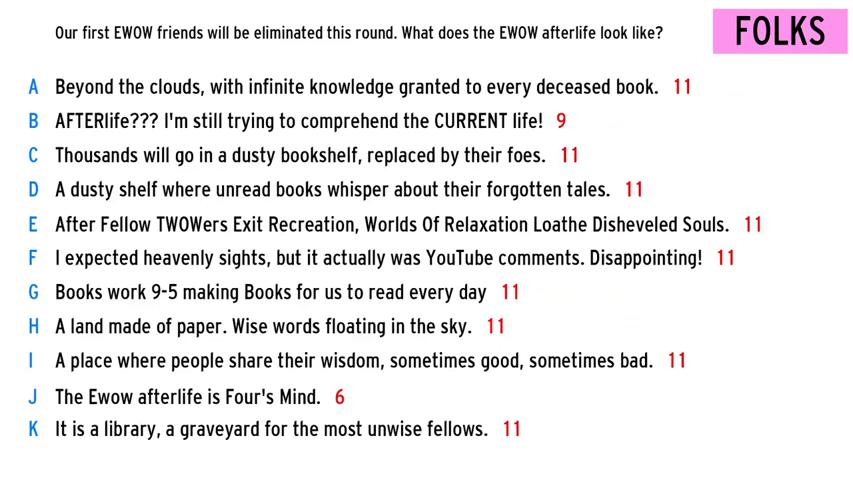 Our first EWOW friends will be eliminated this round. What does the EWOW afterlife look like?
FOLKS
A Beyond the clouds, with infinite knowledge granted to every deceased book. 11
B AFTERlife??? I'm still trying to comprehend the CURRENT life! 9
C Thousands will go in a dusty bookshelf, replaced by their foes. 11
D A dusty shelf where unread books whisper about their forgotten tales. 11
E After Fellow TWOWers Exit Recreation, Worlds Of Relaxation Loathe Disheveled Souls. 11
F I expected heavenly sights, but it actually was YouTube comments. Disappointing! 11
G Books work 9-5 making Books for us to read every day 11
H A land made of paper. Wise words floating in the sky. 11
I A place where people share their wisdom, sometimes good, sometimes bad. 11
J The Ewow afterlife is Four's Mind. 6
K It is a library, a graveyard for the most unwise fellows. 11